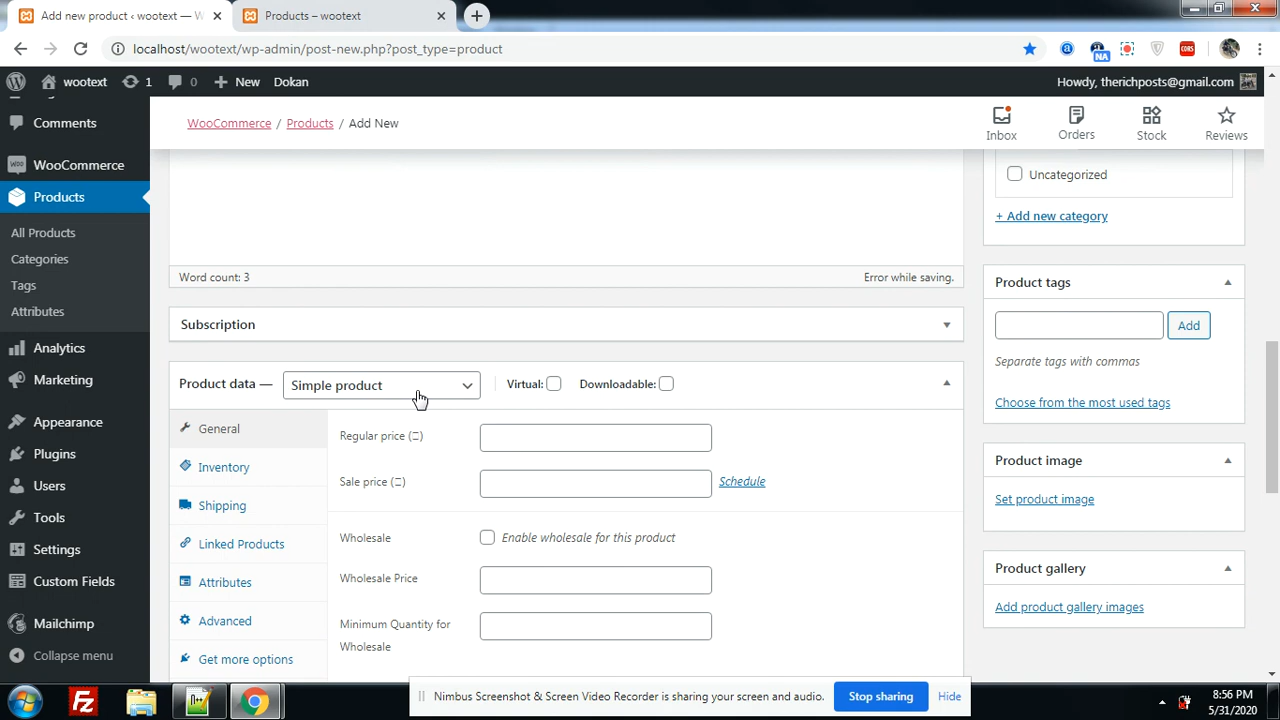 Add new product ‹ wootext — W
Products – wootext
localhost/wootext/wp-admin/post-new.php?post_type=product
NA
CORS
wootext
1
0
New
Dokan
Howdy, therichposts@gmail.com
Comments
WooCommerce
Products
All Products
Categories
Tags
Attributes
Analytics
Marketing
Appearance
Plugins
Users
Tools
Settings
Custom Fields
Mailchimp
Collapse menu
WooCommerce / Products / Add New
Inbox
Orders
Stock
Reviews
Word count: 3
Error while saving.
Subscription
Product data —
Simple product
Virtual:
Downloadable:
General
Inventory
Shipping
Linked Products
Attributes
Advanced
Get more options
Regular price (□)
Sale price (□)
Schedule
Wholesale
Enable wholesale for this product
Wholesale Price
Minimum Quantity for
Wholesale
Uncategorized
+ Add new category
Product tags
Add
Separate tags with commas
Choose from the most used tags
Product image
Set product image
Product gallery
Add product gallery images
Nimbus Screenshot & Screen Video Recorder is sharing your screen and audio.
Stop sharing
Hide
8:56 PM
5/31/2020